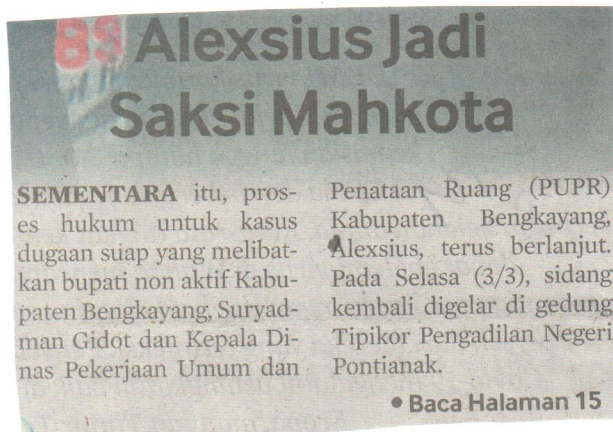 Alexsius Jadi
Saksi Mahkota
SEMENTARA itu, pros-
es hukum untuk kasus
dugaan suap yang melibat-
kan bupati non aktif Kabu-
paten Bengkayang, Suryad-
man Gidot dan Kepala Di-
nas Pekerjaan Umum dan
Penataan Ruang (PUPR)
Kabupaten Bengkayang,
Alexsius, terus berlanjut.
Pada Selasa (3/3), sidang
kembali digelar di gedung
Tipikor Pengadilan Negeri
Pontianak.
• Baca Halaman 15